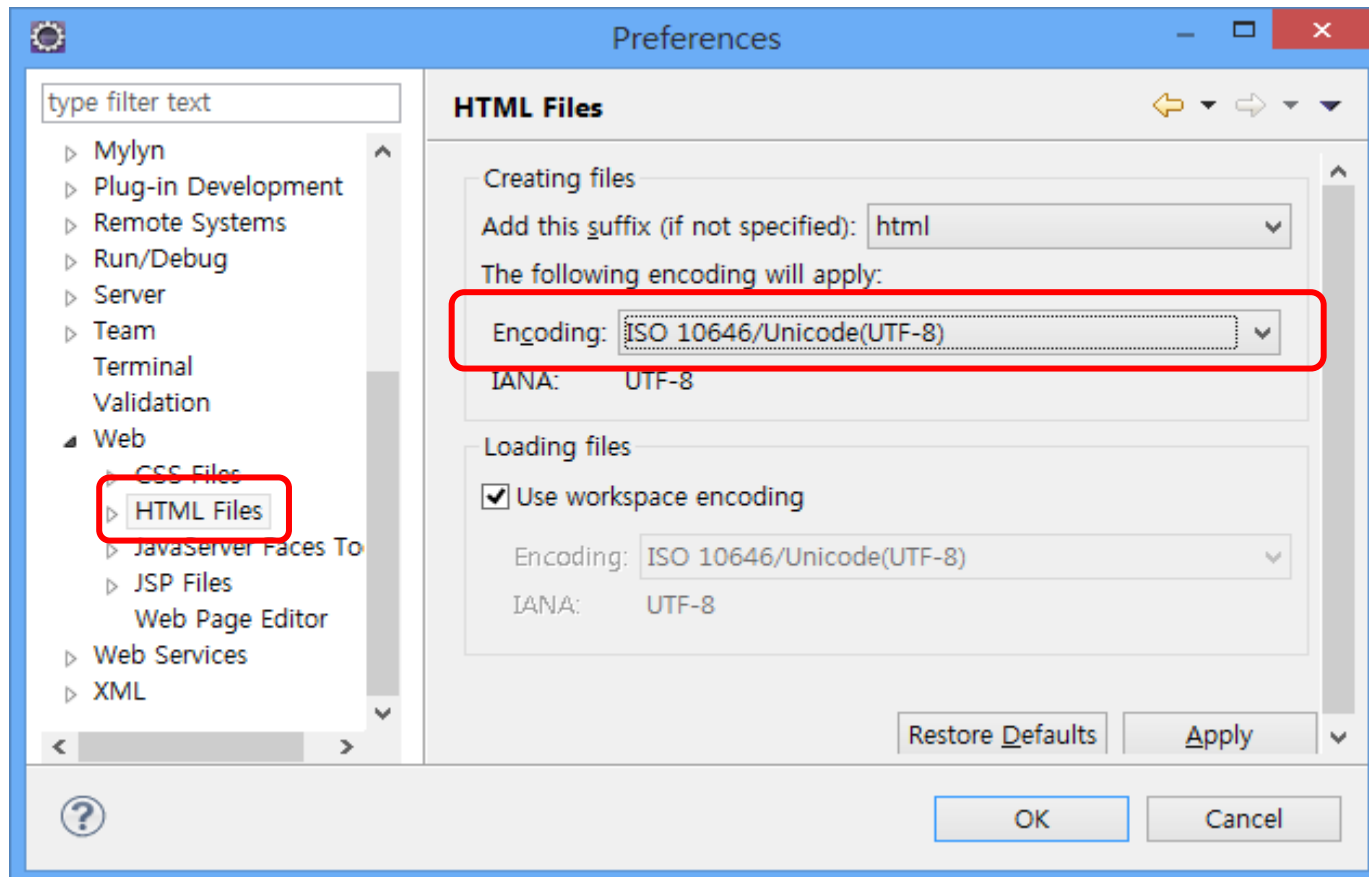 Preferences
type filter text
Mylyn
Plug-in Development
Remote Systems
Run/Debug
Server
Team
Terminal
Validation
Web
CSS Files
HTML Files
JavaServer Faces To
JSP Files
Web Page Editor
Web Services
XML
HTML Files
Creating files
Add this suffix (if not specified): html
The following encoding will apply:
Encoding: ISO 10646/Unicode(UTF-8)
IANA: UTF-8
Loading files
Use workspace encoding
Encoding: ISO 10646/Unicode(UTF-8)
IANA: UTF-8
Restore Defaults Apply
? OK Cancel